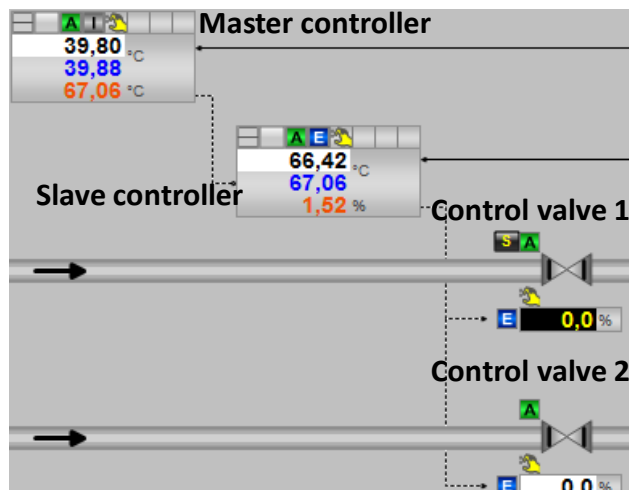 A I Master controller
39,80 °C
39,88
67,06 °C
A E
66,42 °C
67,06
1,52 %
Slave controller
Control valve 1
S A
E 0,0 %
Control valve 2
A
E 0,0 %